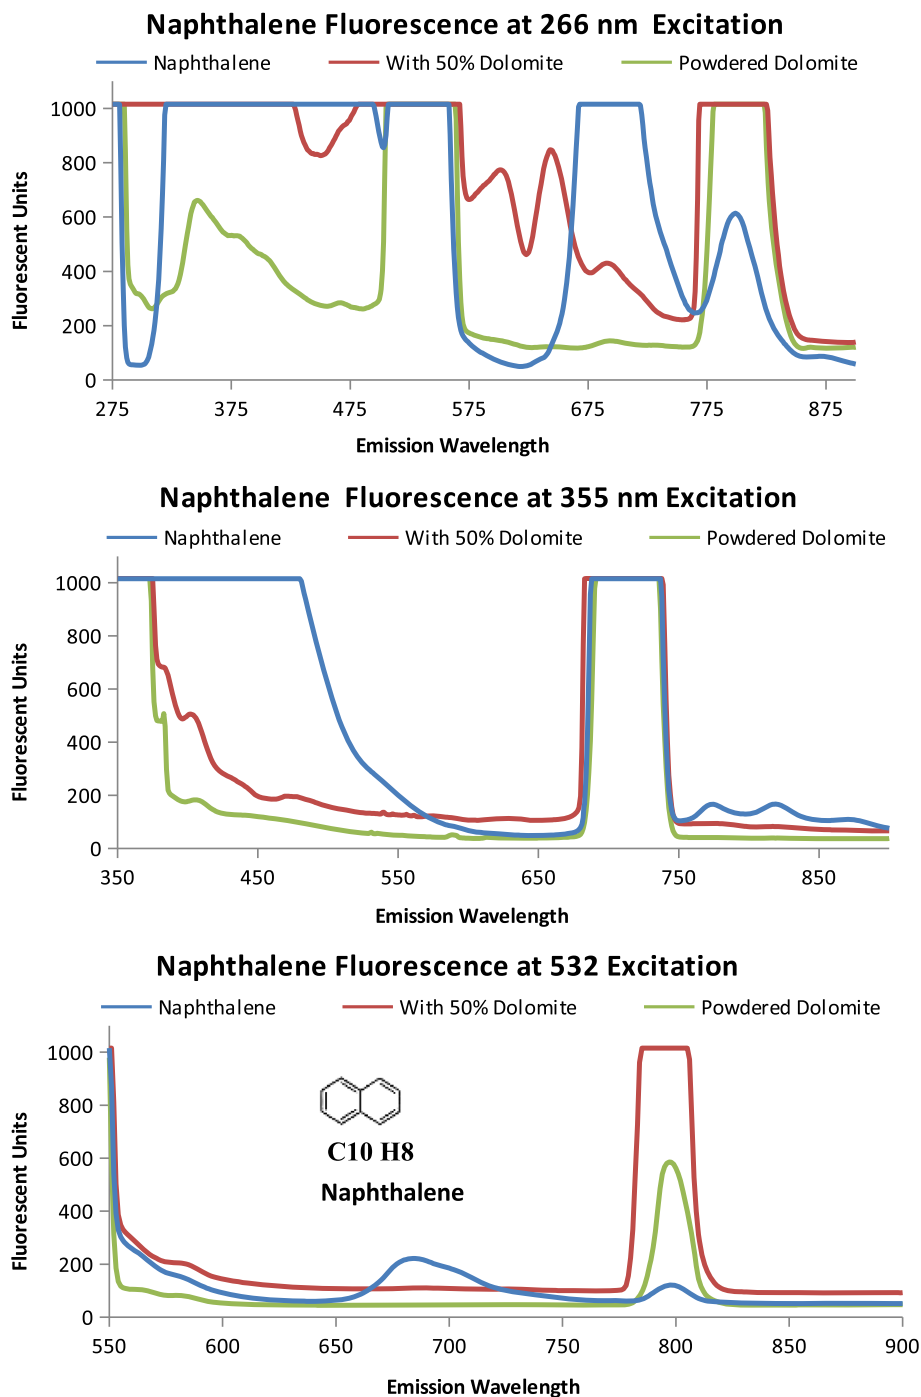 Naphthalene Fluorescence at 266 nm  Excitation
Naphthalene With 50% Dolomite Powdered Dolomite
1000
800
600
400
200
0
Fluorescent Units
275 375 475 575 675 775 875
Emission Wavelength
Naphthalene  Fluorescence at 355 nm Excitation
Naphthalene With 50% Dolomite Powdered Dolomite
1000
800
600
400
200
0
Fluorescent Units
350 450 550 650 750 850
Emission Wavelength
Naphthalene Fluorescence at 532 Excitation
Naphthalene With 50% Dolomite Powdered Dolomite
1000
800
600
400
200
0
Fluorescent Units
C10 H8
Naphthalene
550 600 650 700 750 800 850 900
Emission Wavelength